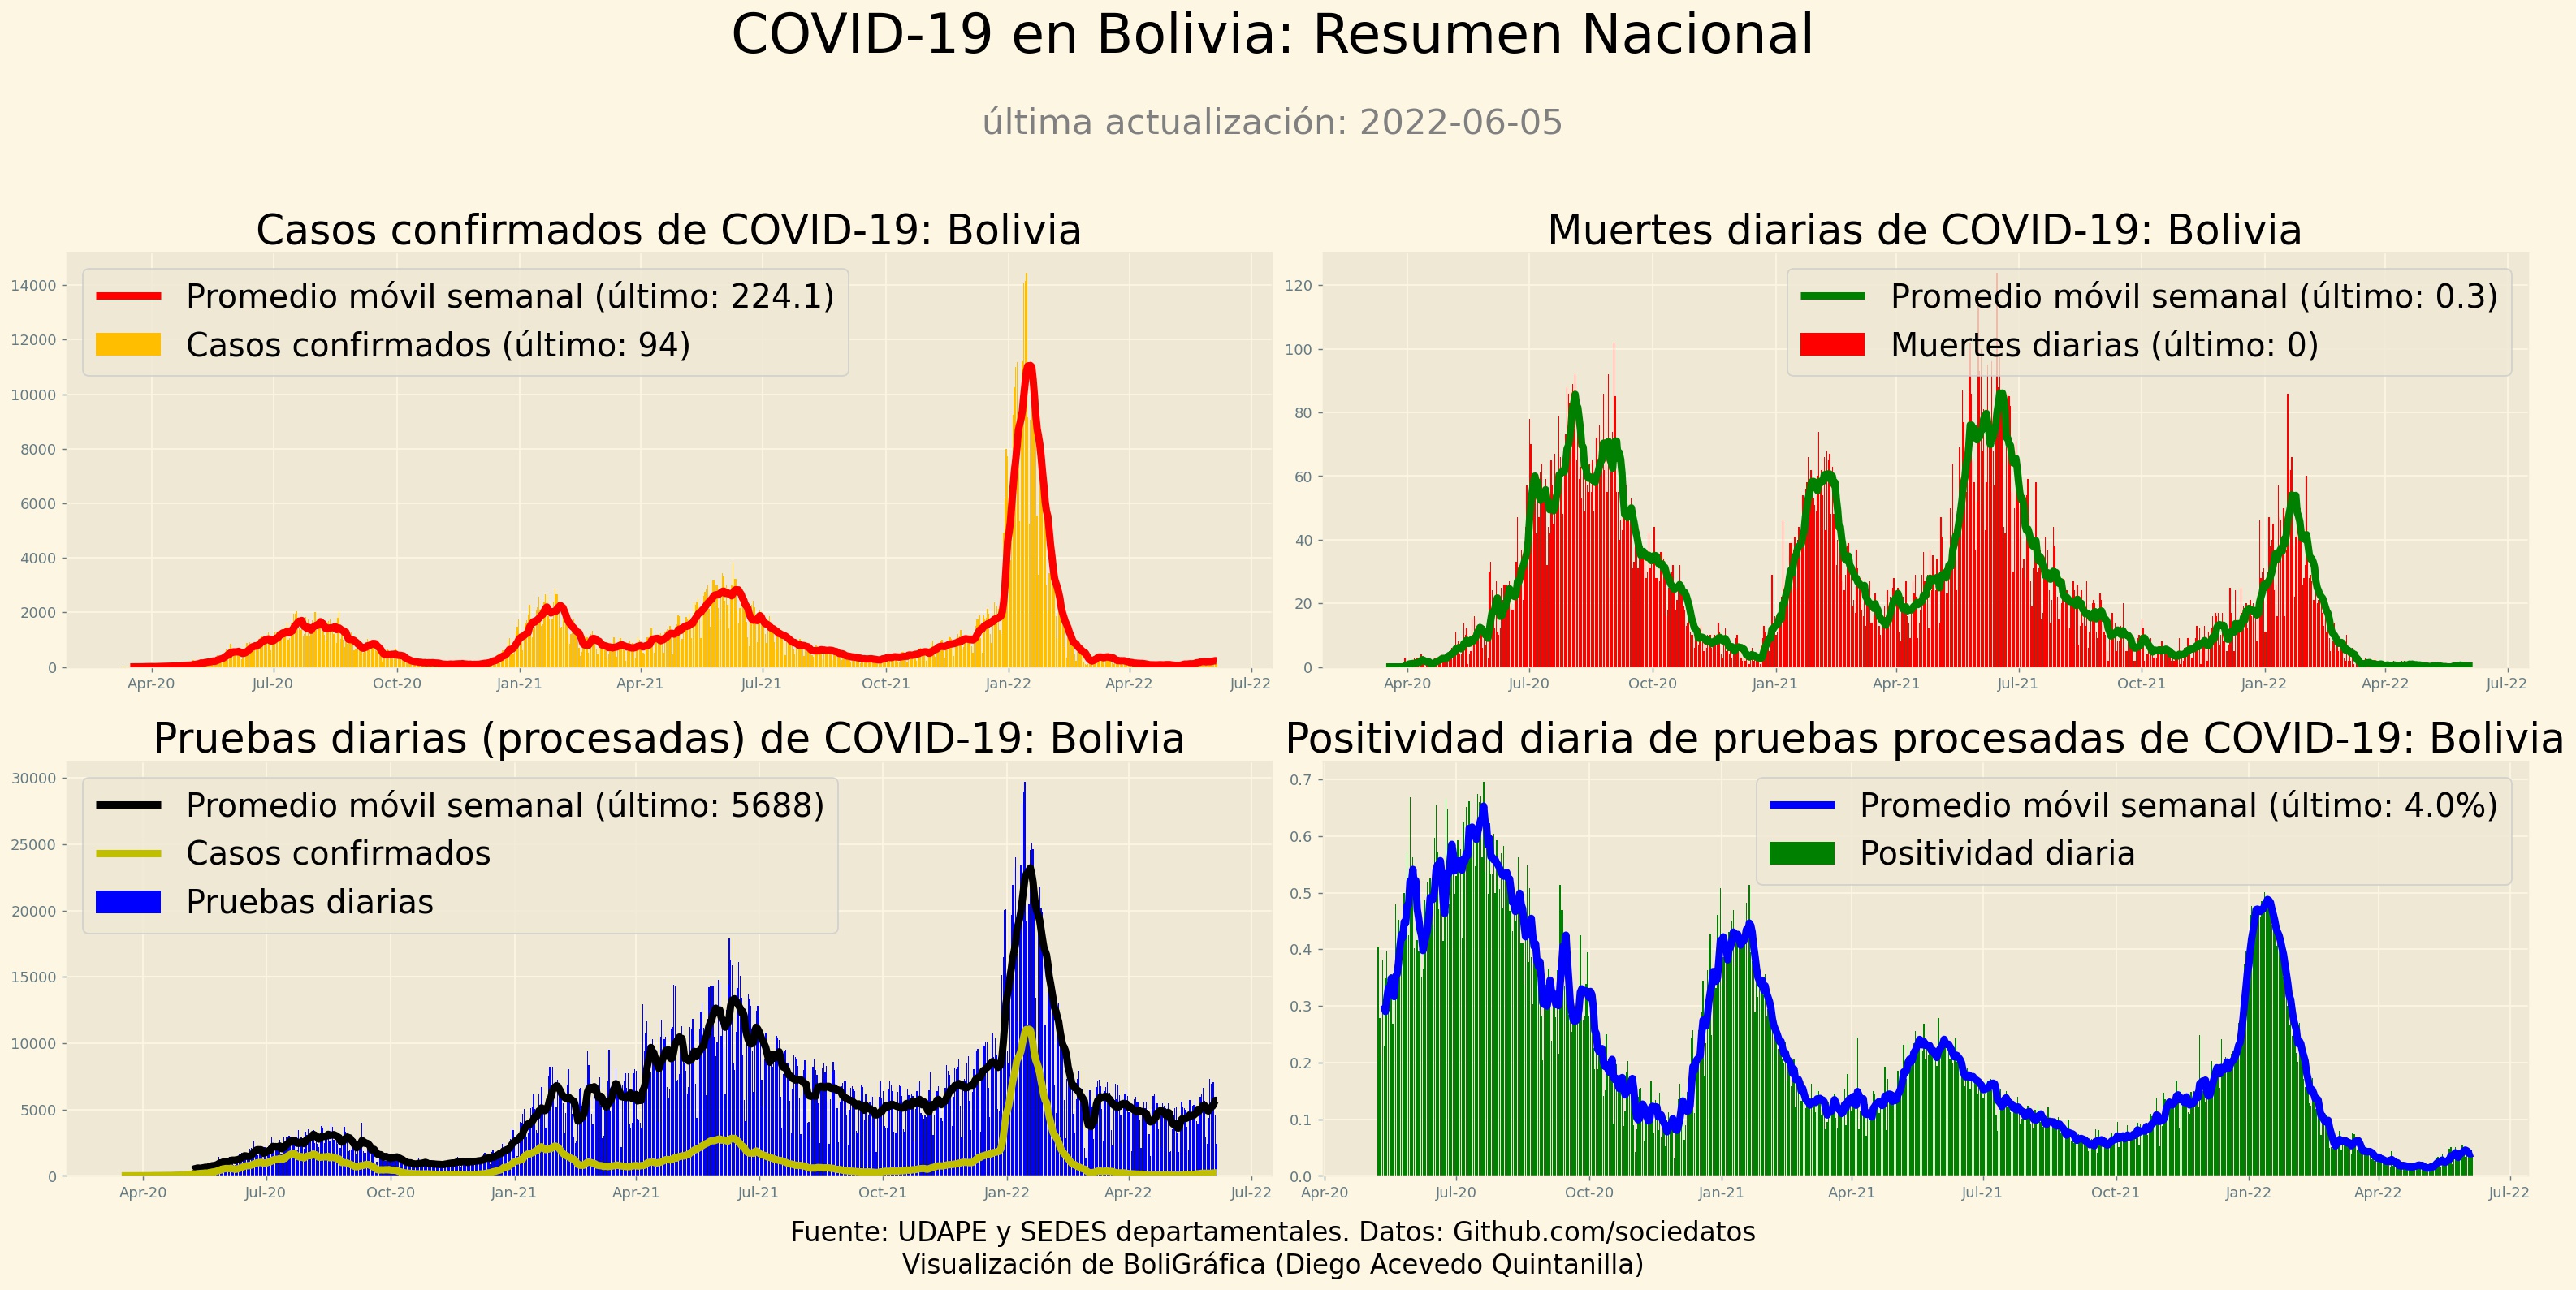 COVID-19 en Bolivia: Resumen Nacional
última actualización: 2022-06-05
Casos confirmados de COVID-19: Bolivia
Promedio móvil semanal (último: 224.1)
Casos confirmados (último: 94)
14000
12000
10000
8000
6000
4000
2000
0
Apr-20 Jul-20 Oct-20 Jan-21 Apr-21 Jul-21 Oct-21 Jan-22 Apr-22 Jul-22
Muertes diarias de COVID-19: Bolivia
Promedio móvil semanal (último: 0.3)
Muertes diarias (último: 0)
120
100
80
60
40
20
0
Apr-20 Jul-20 Oct-20 Jan-21 Apr-21 Jul-21 Oct-21 Jan-22 Apr-22 Jul-22
Pruebas diarias (procesadas) de COVID-19: Bolivia
Promedio móvil semanal (último: 5688)
Casos confirmados
Pruebas diarias
30000
25000
20000
15000
10000
5000
0
Apr-20 Jul-20 Oct-20 Jan-21 Apr-21 Jul-21 Oct-21 Jan-22 Apr-22 Jul-22
Positividad diaria de pruebas procesadas de COVID-19: Bolivia
Promedio móvil semanal (último: 4.0%)
Positividad diaria
0.7
0.6
0.5
0.4
0.3
0.2
0.1
0.0
Apr-20 Jul-20 Oct-20 Jan-21 Apr-21 Jul-21 Oct-21 Jan-22 Apr-22 Jul-22
Fuente: UDAPE y SEDES departamentales. Datos: Github.com/sociedatos
Visualización de BoliGráfica (Diego Acevedo Quintanilla)